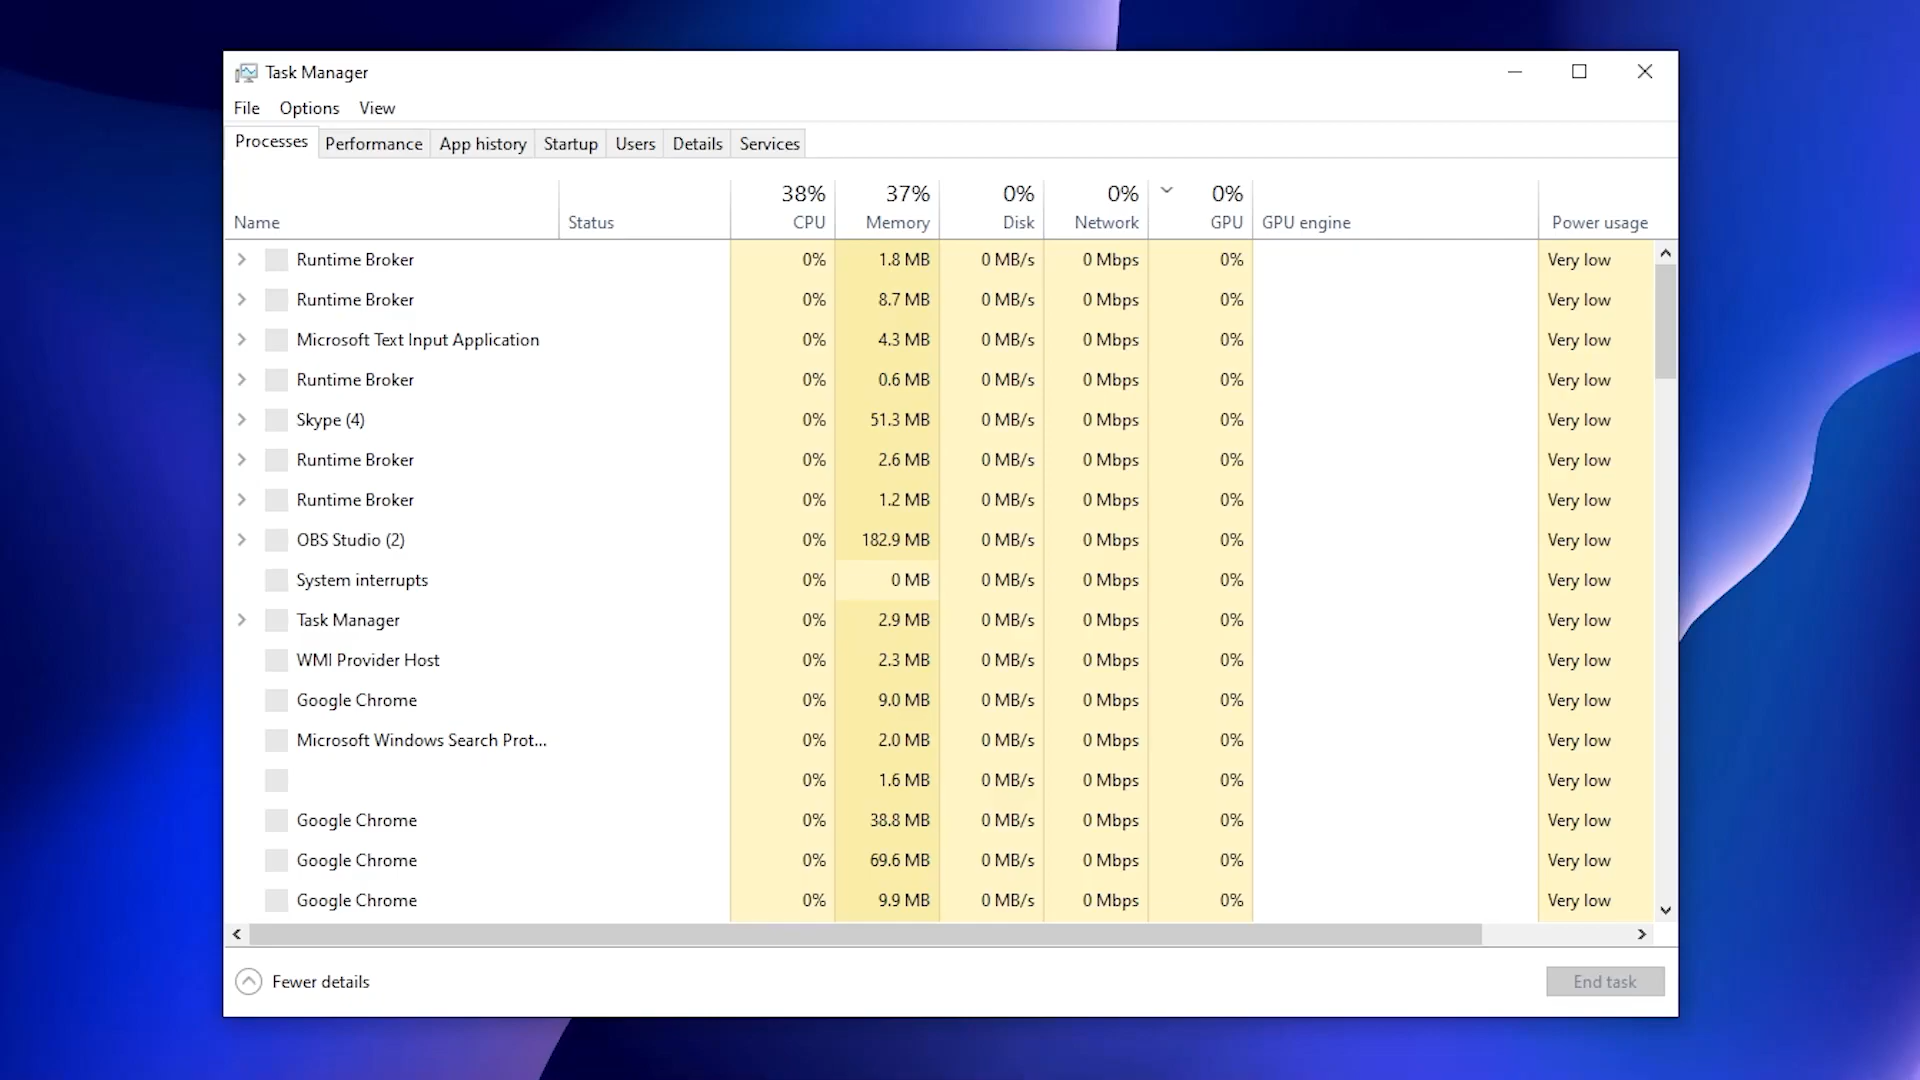 Task Manager
File Options View
Processes Performance App history Startup Users Details Services
38% 37% 0% 0% 0%
Name Status CPU Memory Disk Network GPU GPU engine Power usage
Runtime Broker 0% 1.8 MB 0 MB/s 0 Mbps 0% Very low
Runtime Broker 0% 8.7 MB 0 MB/s 0 Mbps 0% Very low
Microsoft Text Input Application 0% 4.3 MB 0 MB/s 0 Mbps 0% Very low
Runtime Broker 0% 0.6 MB 0 MB/s 0 Mbps 0% Very low
Skype (4) 0% 51.3 MB 0 MB/s 0 Mbps 0% Very low
Runtime Broker 0% 2.6 MB 0 MB/s 0 Mbps 0% Very low
Runtime Broker 0% 1.2 MB 0 MB/s 0 Mbps 0% Very low
OBS Studio (2) 0% 182.9 MB 0 MB/s 0 Mbps 0% Very low
System interrupts 0% 0 MB 0 MB/s 0 Mbps 0% Very low
Task Manager 0% 2.9 MB 0 MB/s 0 Mbps 0% Very low
WMI Provider Host 0% 2.3 MB 0 MB/s 0 Mbps 0% Very low
Google Chrome 0% 9.0 MB 0 MB/s 0 Mbps 0% Very low
Microsoft Windows Search Prot... 0% 2.0 MB 0 MB/s 0 Mbps 0% Very low
0% 1.6 MB 0 MB/s 0 Mbps 0% Very low
Google Chrome 0% 38.8 MB 0 MB/s 0 Mbps 0% Very low
Google Chrome 0% 69.6 MB 0 MB/s 0 Mbps 0% Very low
Google Chrome 0% 9.9 MB 0 MB/s 0 Mbps 0% Very low
Fewer details End task